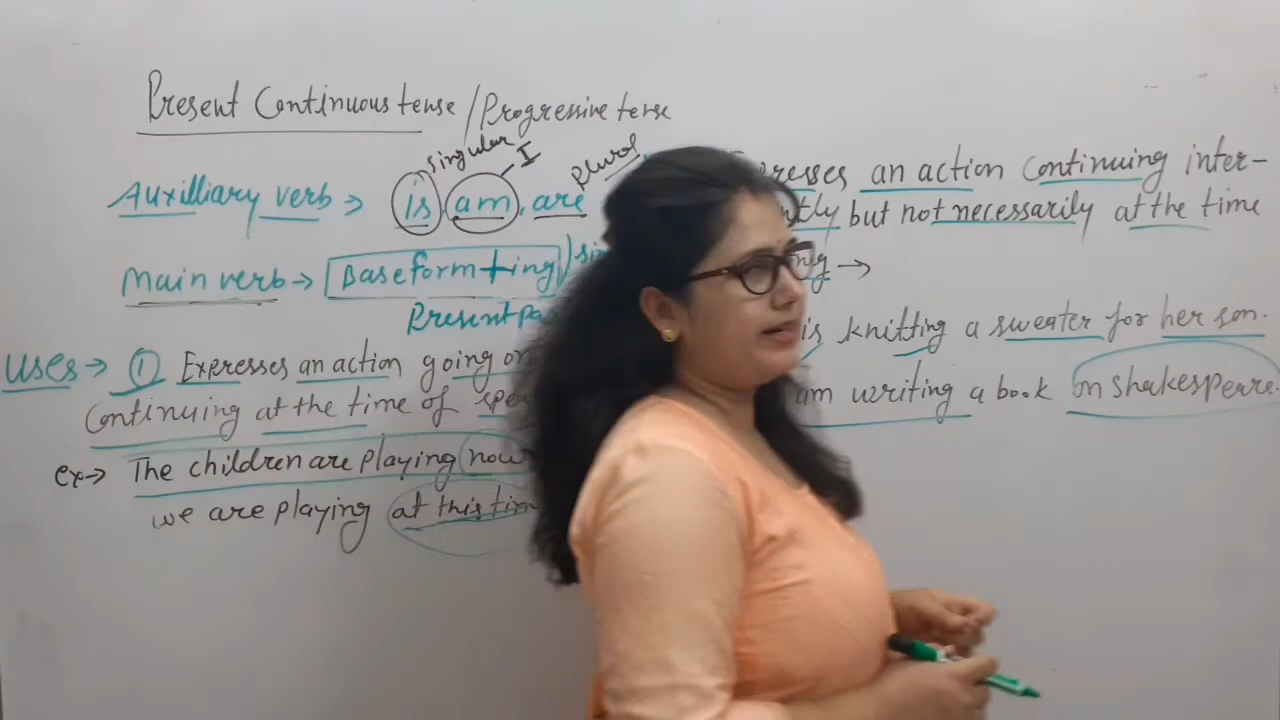 Present Continuous tense / Progressive tense
singular I Plural
Auxilliary verb → is, am, are
Main verb → Base form + ing
Present
Uses → ① Expresses an action going on
Continuing at the time of
ex → The children are playing now
we are playing at this
an action continuing inter-
but not necessarily at the time
→
is knitting a sweater for her son.
am writing a book on Shakespeare